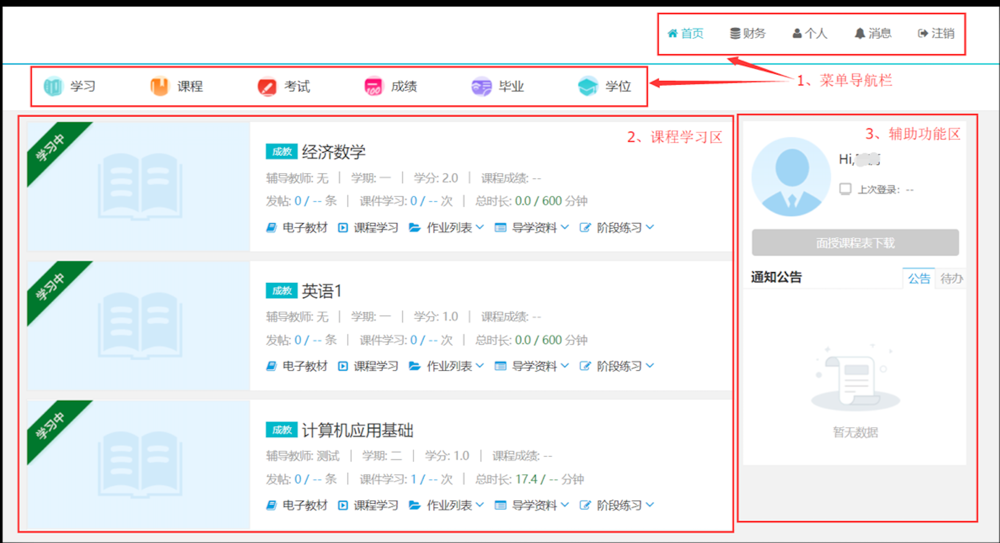 首页 财务 个人 消息 注销
1、菜单导航栏
学习 课程 考试 成绩 毕业 学位
2、课程学习区
学习中
成教 经济数学
辅导教师: 无 | 学期: 一 | 学分: 2.0 | 课程成绩: --
发帖: 0 / -- 条 | 课件学习: 0 / -- 次 | 总时长: 0.0 / 600 分钟
电子教材 课程学习 作业列表 导学资料 阶段练习
学习中
成教 英语1
辅导教师: 无 | 学期: 一 | 学分: 1.0 | 课程成绩: --
发帖: 0 / -- 条 | 课件学习: 0 / -- 次 | 总时长: 0.0 / 600 分钟
电子教材 课程学习 作业列表 导学资料 阶段练习
学习中
成教 计算机应用基础
辅导教师: 测试 | 学期: 二 | 学分: 1.0 | 课程成绩: --
发帖: 0 / -- 条 | 课件学习: 1 / -- 次 | 总时长: 17.4 / -- 分钟
电子教材 课程学习 作业列表 导学资料 阶段练习
3、辅助功能区
Hi,
上次登录: --
面授课程表下载
通知公告 公告 待办
暂无数据